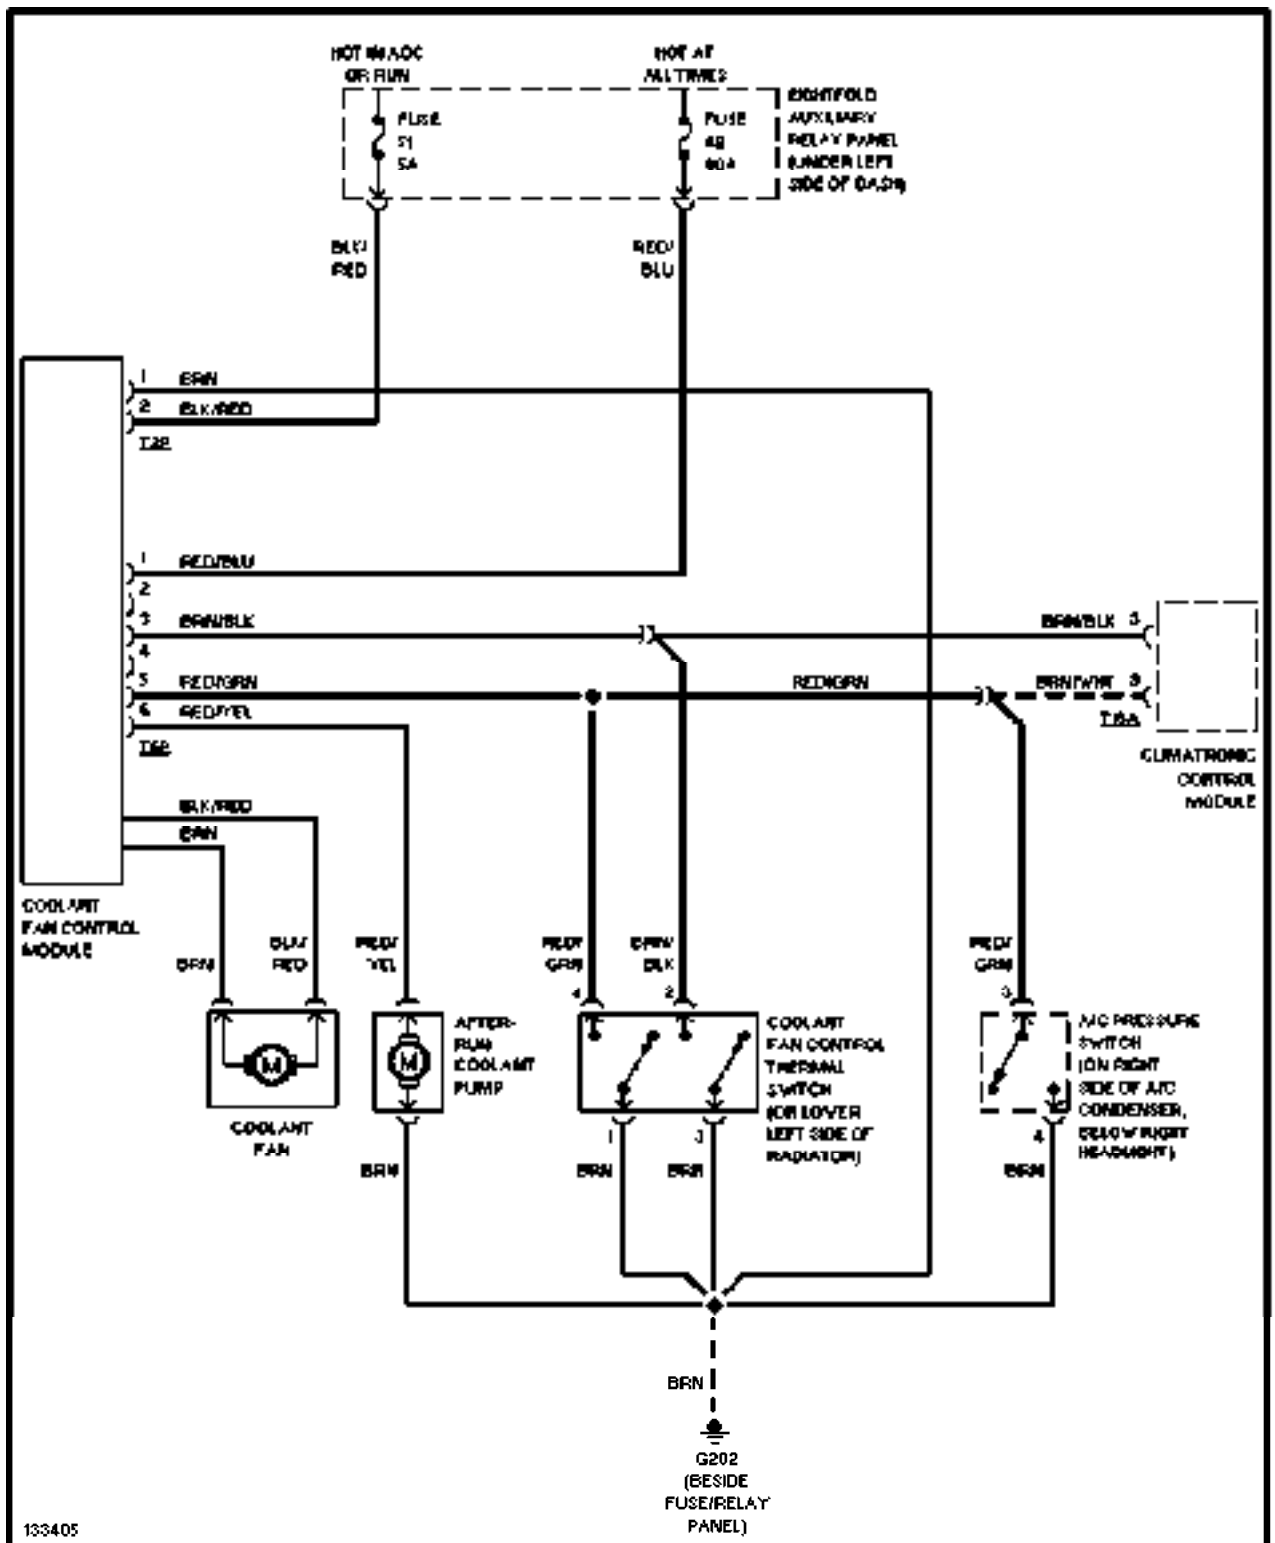 HOT IN ACC
OR RUN
HOT AT
ALL TIMES
FUSE
51
5A
FUSE
EIGHTFOLD
AUXILIARY
RELAY PANEL
(UNDER LEFT
SIDE OF DASH)
BLK/
RED
RED/
BLU
1 BRN
2 BLK/RED
T2P
1 RED/BLU
2
3 BRN/BLK
BRN/BLK 3
4
5 RED/GRN
RED/GRN
BRN/WHT
6 RED/YEL
T6P
CLIMATRONIC
CONTROL
MODULE
BLK/RED
BRN
COOLANT
FAN CONTROL
MODULE
BRN
BLK/
RED
RED/
YEL
RED/
GRN
BRN/
BLK
RED/
GRN
4
2
3
COOLANT
FAN
AFTER-
RUN
COOLANT
PUMP
COOLANT
FAN CONTROL
THERMAL
SWITCH
(ON LOWER
LEFT SIDE OF
RADIATOR)
A/C PRESSURE
SWITCH
(ON RIGHT
SIDE OF A/C
CONDENSER,
BELOW RIGHT
HEADLIGHT)
1
3
4
BRN
BRN
BRN
BRN
BRN
G202
(BESIDE
FUSE/RELAY
PANEL)
133405